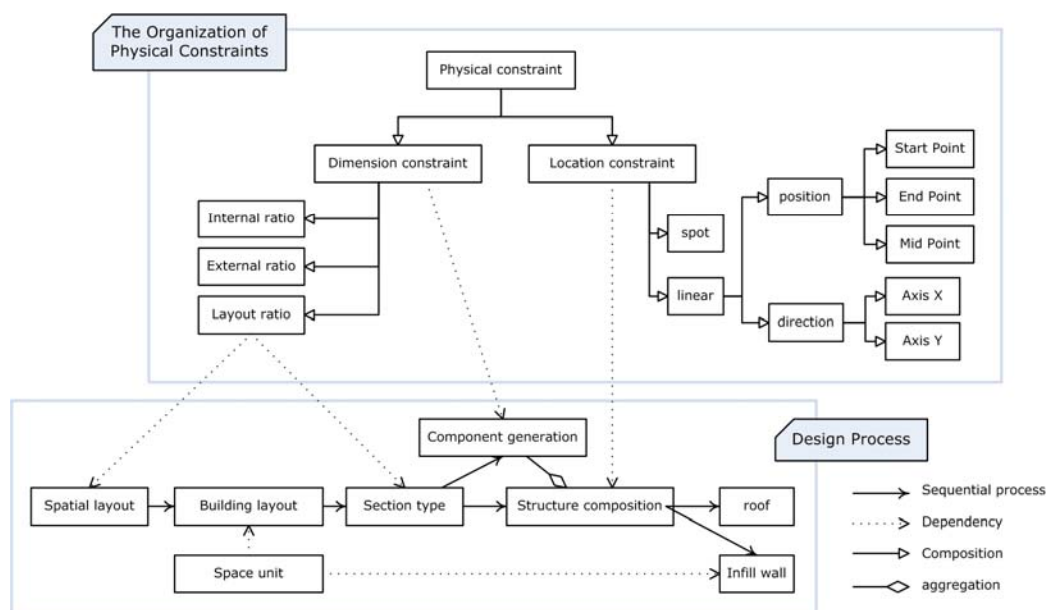 The Organization of
Physical Constraints
Physical constraint
Dimension constraint
Location constraint
Internal ratio
External ratio
Layout ratio
spot
linear
position
direction
Start Point
End Point
Mid Point
Axis X
Axis Y
Design Process
Component generation
Spatial layout
Building layout
Section type
Structure composition
roof
Space unit
Infill wall
Sequential process
Dependency
Composition
aggregation